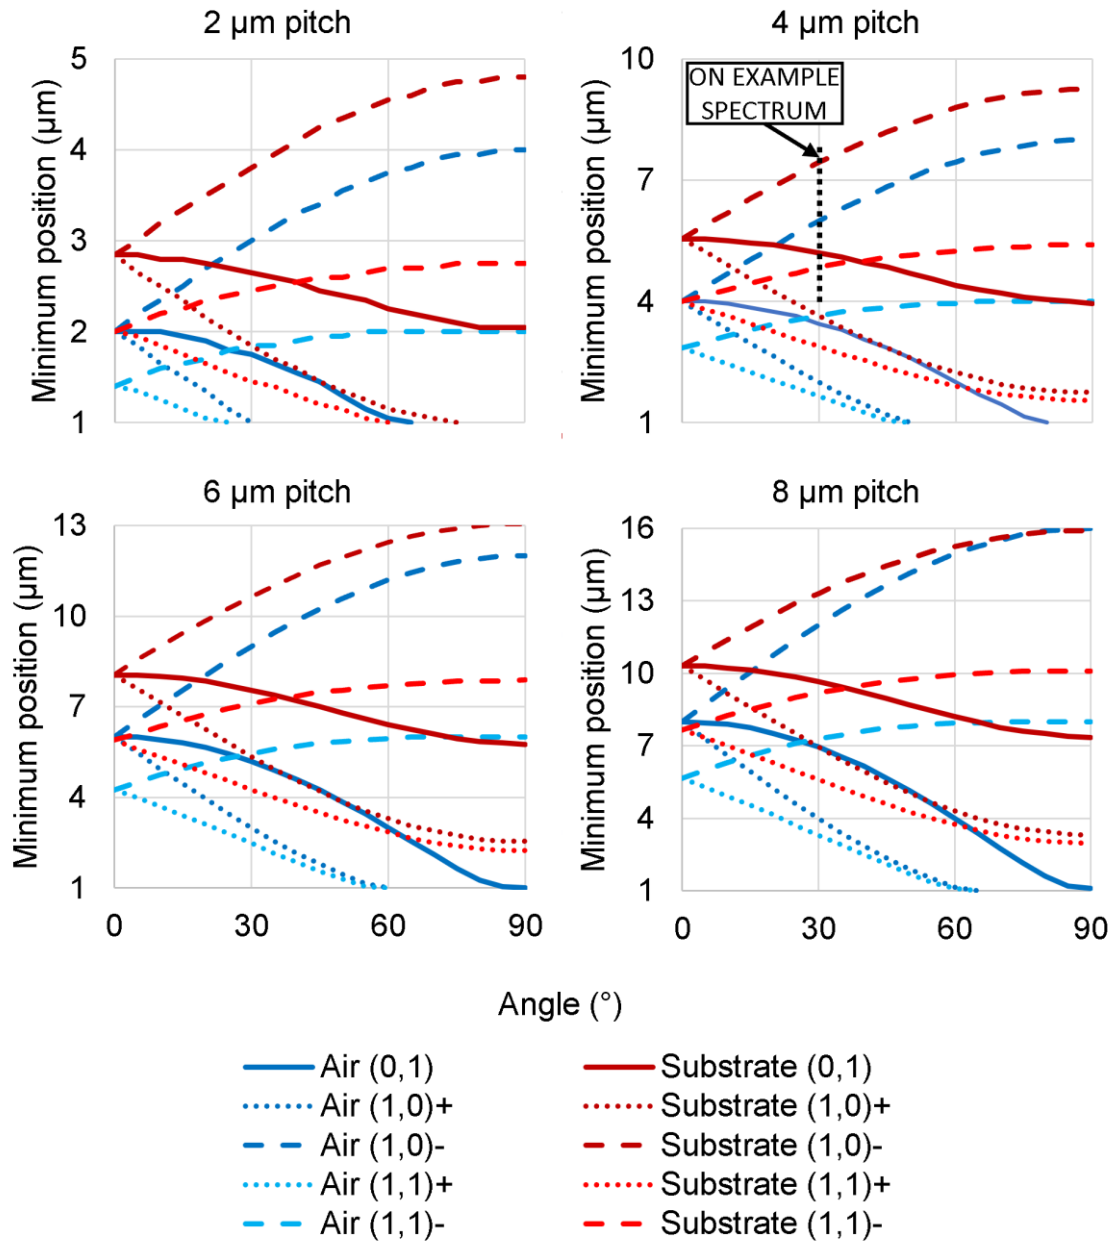 2 µm pitch
4 µm pitch
5
4
3
2
1
Minimum position (µm)
10
7
4
1
Minimum position (µm)
ON EXAMPLE
SPECTRUM
6 µm pitch
8 µm pitch
13
10
7
4
1
Minimum position (µm)
0
30
60
90
16
13
10
7
4
1
Minimum position (µm)
0
30
60
90
Angle (°)
Air (0,1)
Air (1,0)+
Air (1,0)-
Air (1,1)+
Air (1,1)-
Substrate (0,1)
Substrate (1,0)+
Substrate (1,0)-
Substrate (1,1)+
Substrate (1,1)-